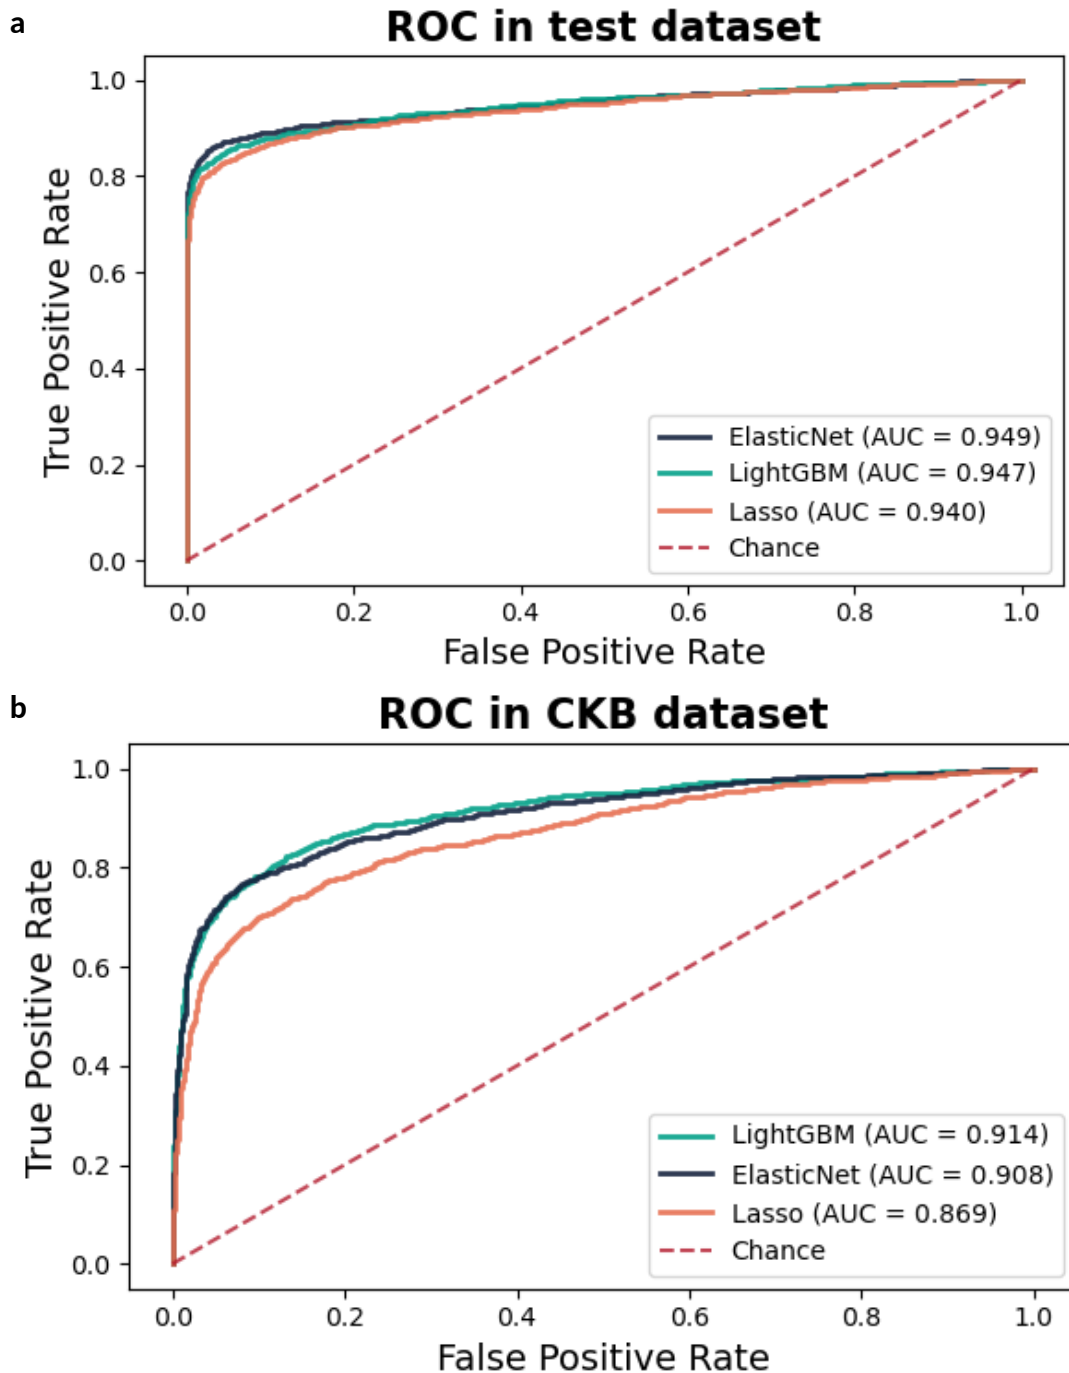 a
ROC in test dataset
True Positive Rate
1.0
0.8
0.6
0.4
0.2
0.0
ElasticNet (AUC = 0.949)
LightGBM (AUC = 0.947)
Lasso (AUC = 0.940)
Chance
0.0 0.2 0.4 0.6 0.8 1.0
False Positive Rate
b
ROC in CKB dataset
True Positive Rate
1.0
0.8
0.6
0.4
0.2
0.0
LightGBM (AUC = 0.914)
ElasticNet (AUC = 0.908)
Lasso (AUC = 0.869)
Chance
0.0 0.2 0.4 0.6 0.8 1.0
False Positive Rate